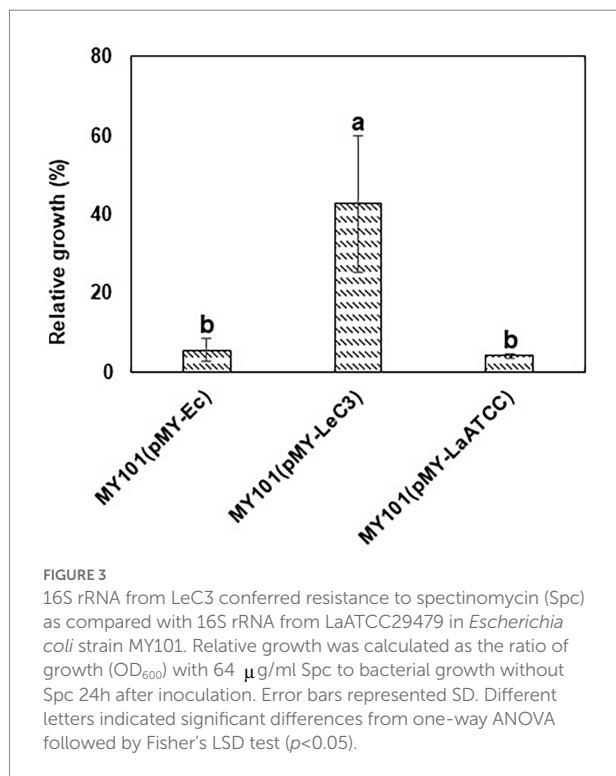 80
60
40
20
0
Relative growth (%)
b
a
b
MY101(pMY-Ec)
MY101(pMY-LeC3)
MY101(pMY-LaATCC)
FIGURE 3
16S rRNA from LeC3 conferred resistance to spectinomycin (Spc)
as compared with 16S rRNA from LaATCC29479 in Escherichia
coli strain MY101. Relative growth was calculated as the ratio of
growth (OD600) with 64 μg/ml Spc to bacterial growth without
Spc 24h after inoculation. Error bars represented SD. Different
letters indicated significant differences from one-way ANOVA
followed by Fisher's LSD test (p<0.05).